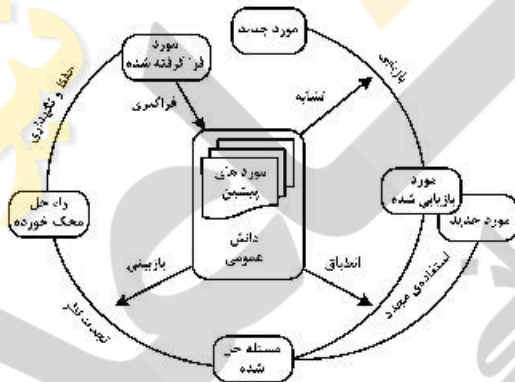 مورد جدید
مورد
فرا گرفته شده
بازیابی
حفظ و نگهداری
فراگیری
تشابه
مورد های
پیشین
دانش
عمومی
مورد
بازیابی شده
مورد جدید
راه حل
محک خورده
بازبینی
انطباق
استفاده‌ی مجدد
تجدید نظر
مسئله حل
شده